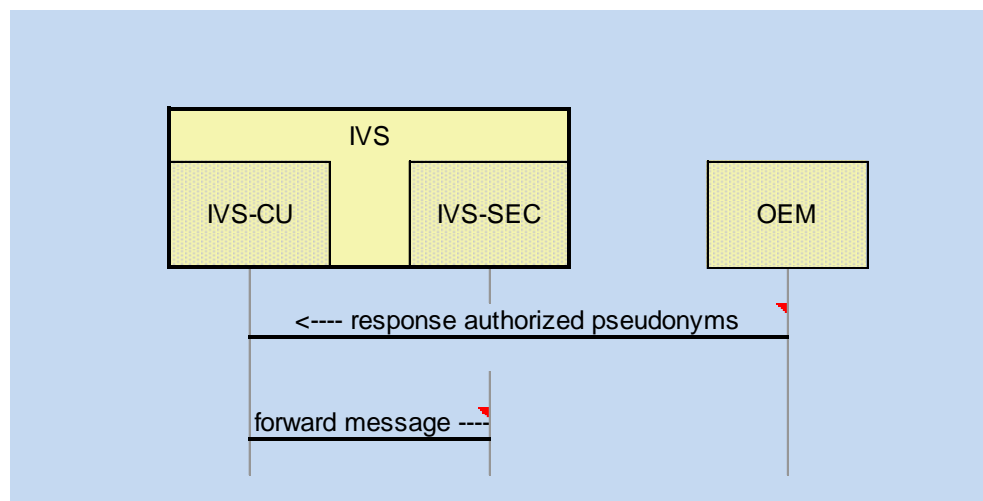 IVS
IVS-CU
IVS-SEC
OEM
<---- response authorized pseudonyms
forward message ----